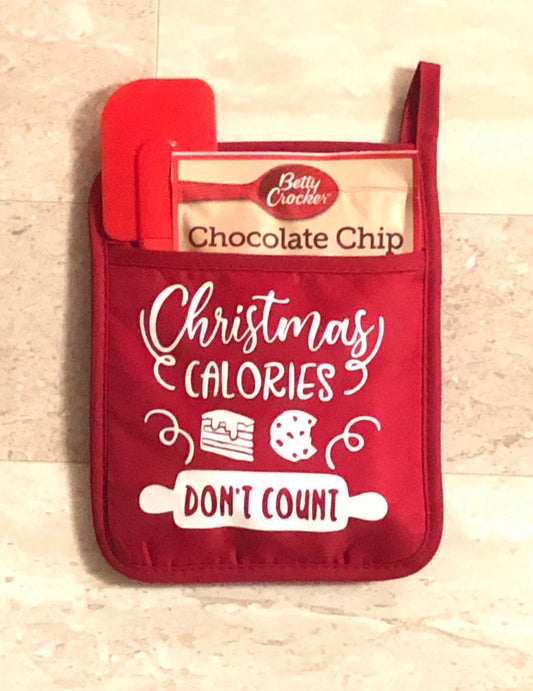 Betty
Crocker
Chocolate Chip
Christmas
CALORIES
DON'T COUNT